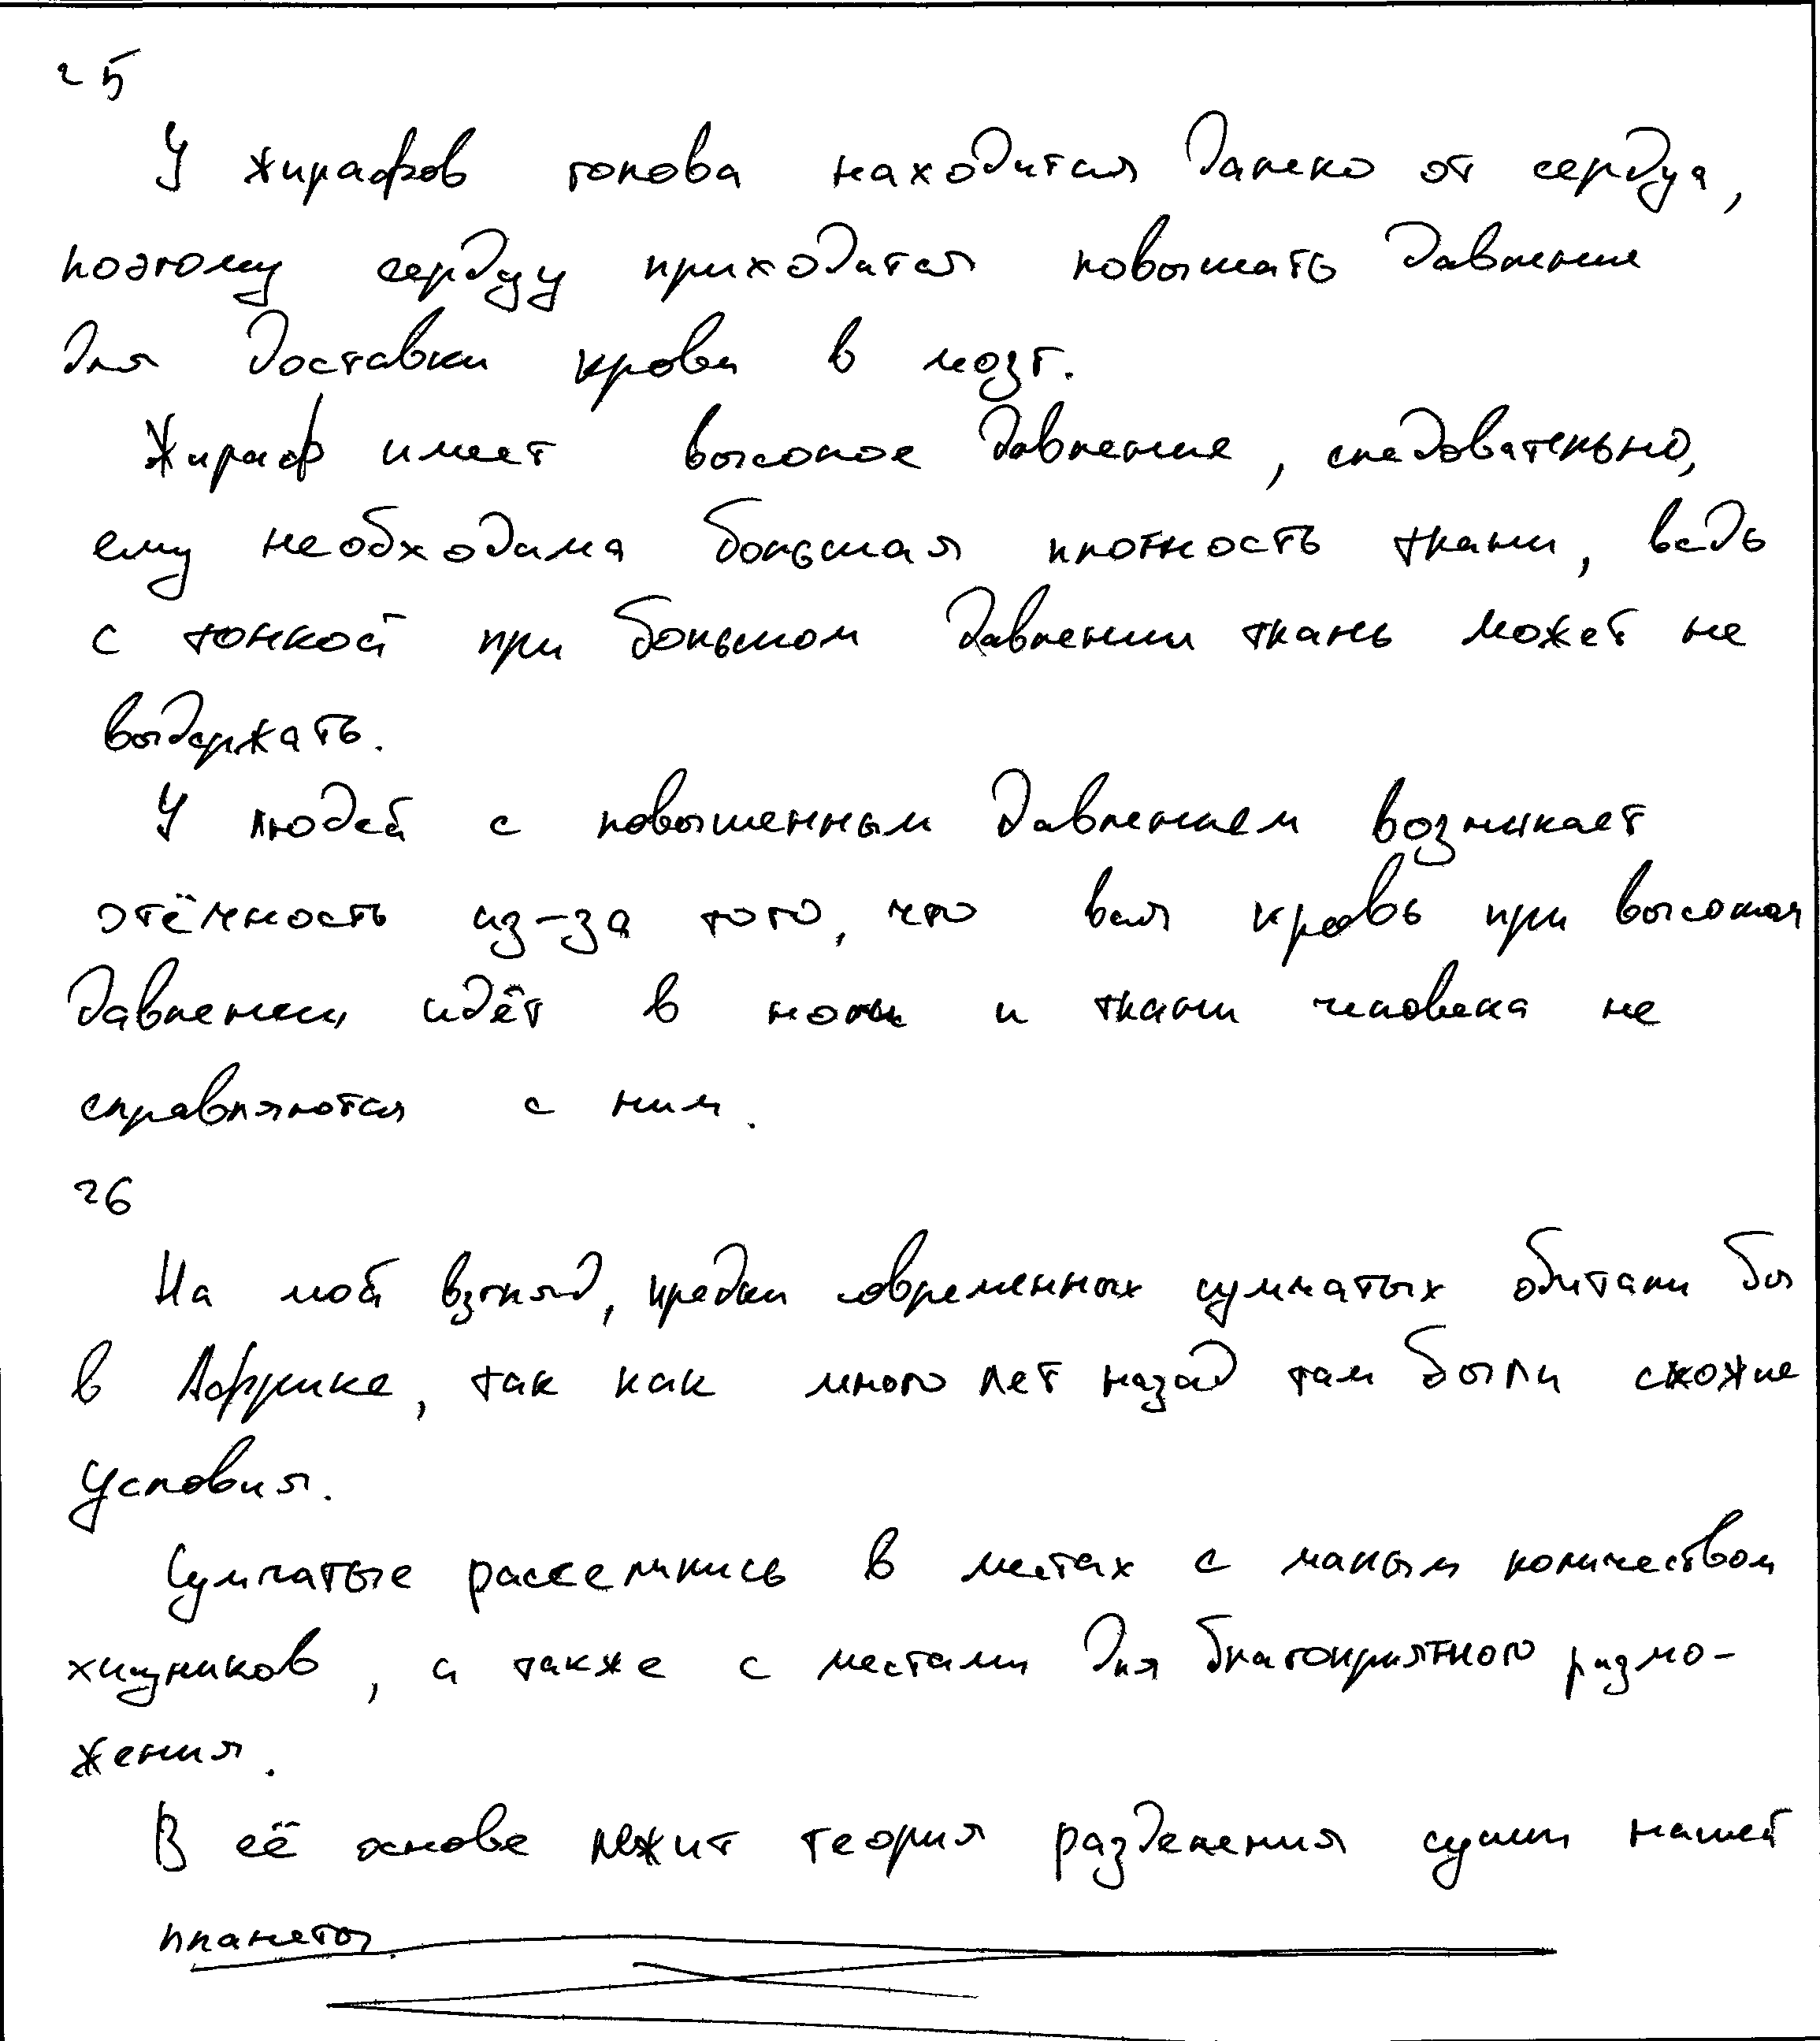 25
У жирафов голова находится далеко от сердца,
поэтому сердцу приходится повышать давление
для доставки крови в мозг.
Жираф имеет высокое давление, следовательно,
ему необходима большая плотность ткани, ведь
с тонкой при большом давлении ткань может не
выдержать.
У людей с повышенным давлением возникает
отёчность из-за того, что вся кровь при высоком
давлении идёт в ноги и ткани человека не
справляются с ним.
26
На мой взгляд, предки современных сумчатых обитали бы
в Африке, так как много лет назад там были схожие
условия.
Сумчатые расселились в местах с малым количеством
хищников, а также с местами для благоприятного размо-
жения.
В её основе лежит теория разделения суши нашей
планеты.